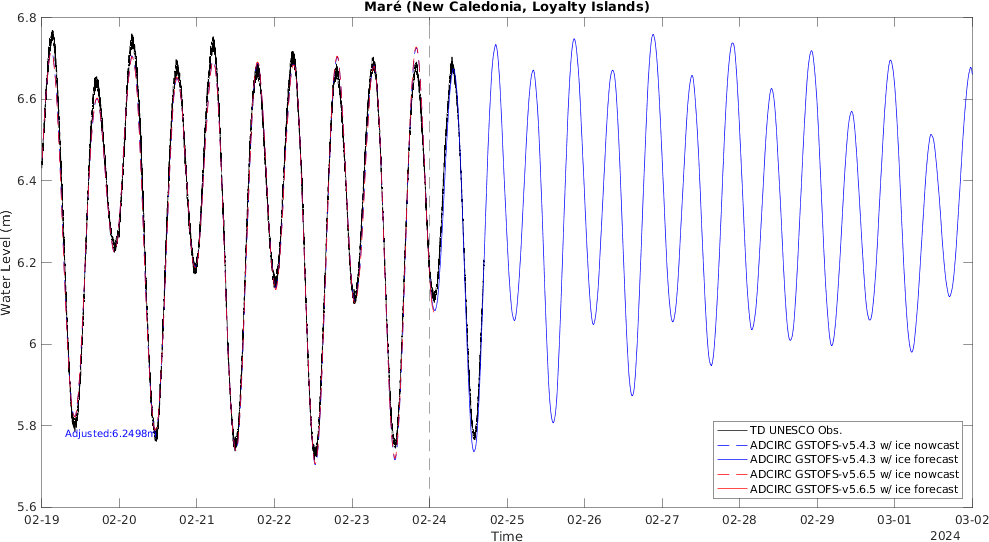 Maré (New Caledonia, Loyalty Islands)
6.8
6.6
6.4
6.2
6
5.8
5.6
Water Level (m)
Adjusted:6.2498m
TD UNESCO Obs.
ADCIRC GSTOFS-v5.4.3 w/ ice nowcast
ADCIRC GSTOFS-v5.4.3 w/ ice forecast
ADCIRC GSTOFS-v5.6.5 w/ ice nowcast
ADCIRC GSTOFS-v5.6.5 w/ ice forecast
02-19 02-20 02-21 02-22 02-23 02-24 02-25 02-26 02-27 02-28 02-29 03-01 03-02
Time
2024